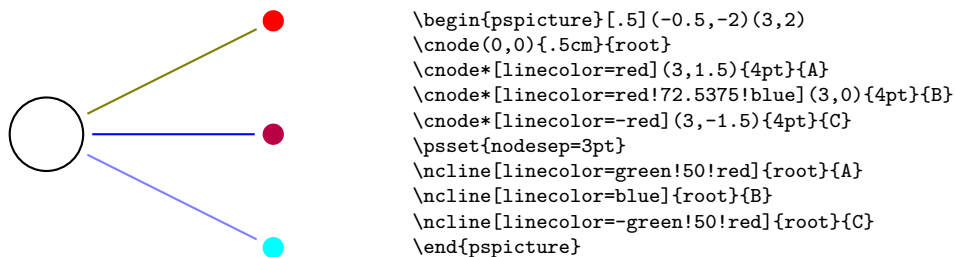 \begin{pspicture}[.5](-0.5,-2)(3,2)
\cnode(0,0){.5cm}{root}
\cnode*[linecolor=red](3,1.5){4pt}{A}
\cnode*[linecolor=red!72.5375!blue](3,0){4pt}{B}
\cnode*[linecolor=-red](3,-1.5){4pt}{C}
\psset{nodesep=3pt}
\ncline[linecolor=green!50!red]{root}{A}
\ncline[linecolor=blue]{root}{B}
\ncline[linecolor=-green!50!red]{root}{C}
\end{pspicture}